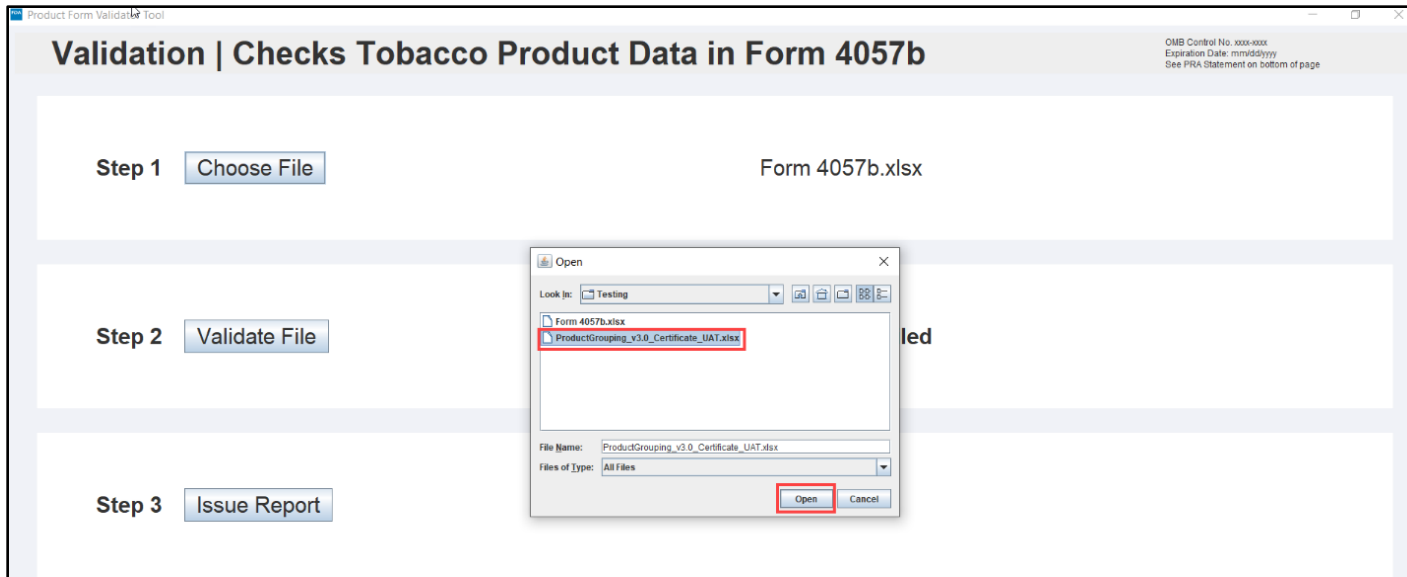 Product Form Validator Tool
Validation | Checks Tobacco Product Data in Form 4057b
OMB Control No. xxxx-xxxx
Expiration Date: mm/dd/yyyy
See PRA Statement on bottom of page
Step 1 Choose File Form 4057b.xlsx
Open
Look In: Testing
Form 4057b.xlsx
ProductGrouping_v3.0_Certificate_UAT.xlsx
Step 2 Validate File led
File Name: ProductGrouping_v3.0_Certificate_UAT.xlsx
Files of Type: All Files
Open Cancel
Step 3 Issue Report